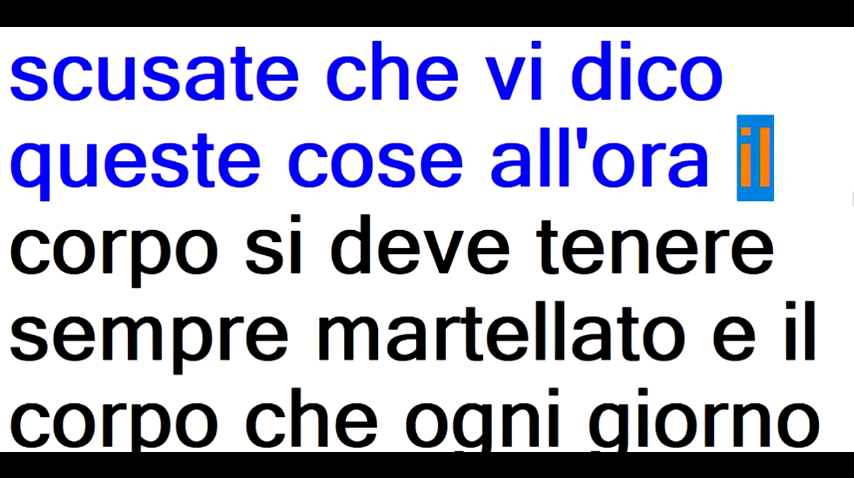 scusate che vi dico
queste cose all'ora il
corpo si deve tenere
sempre martellato e il
corpo che ogni giorno